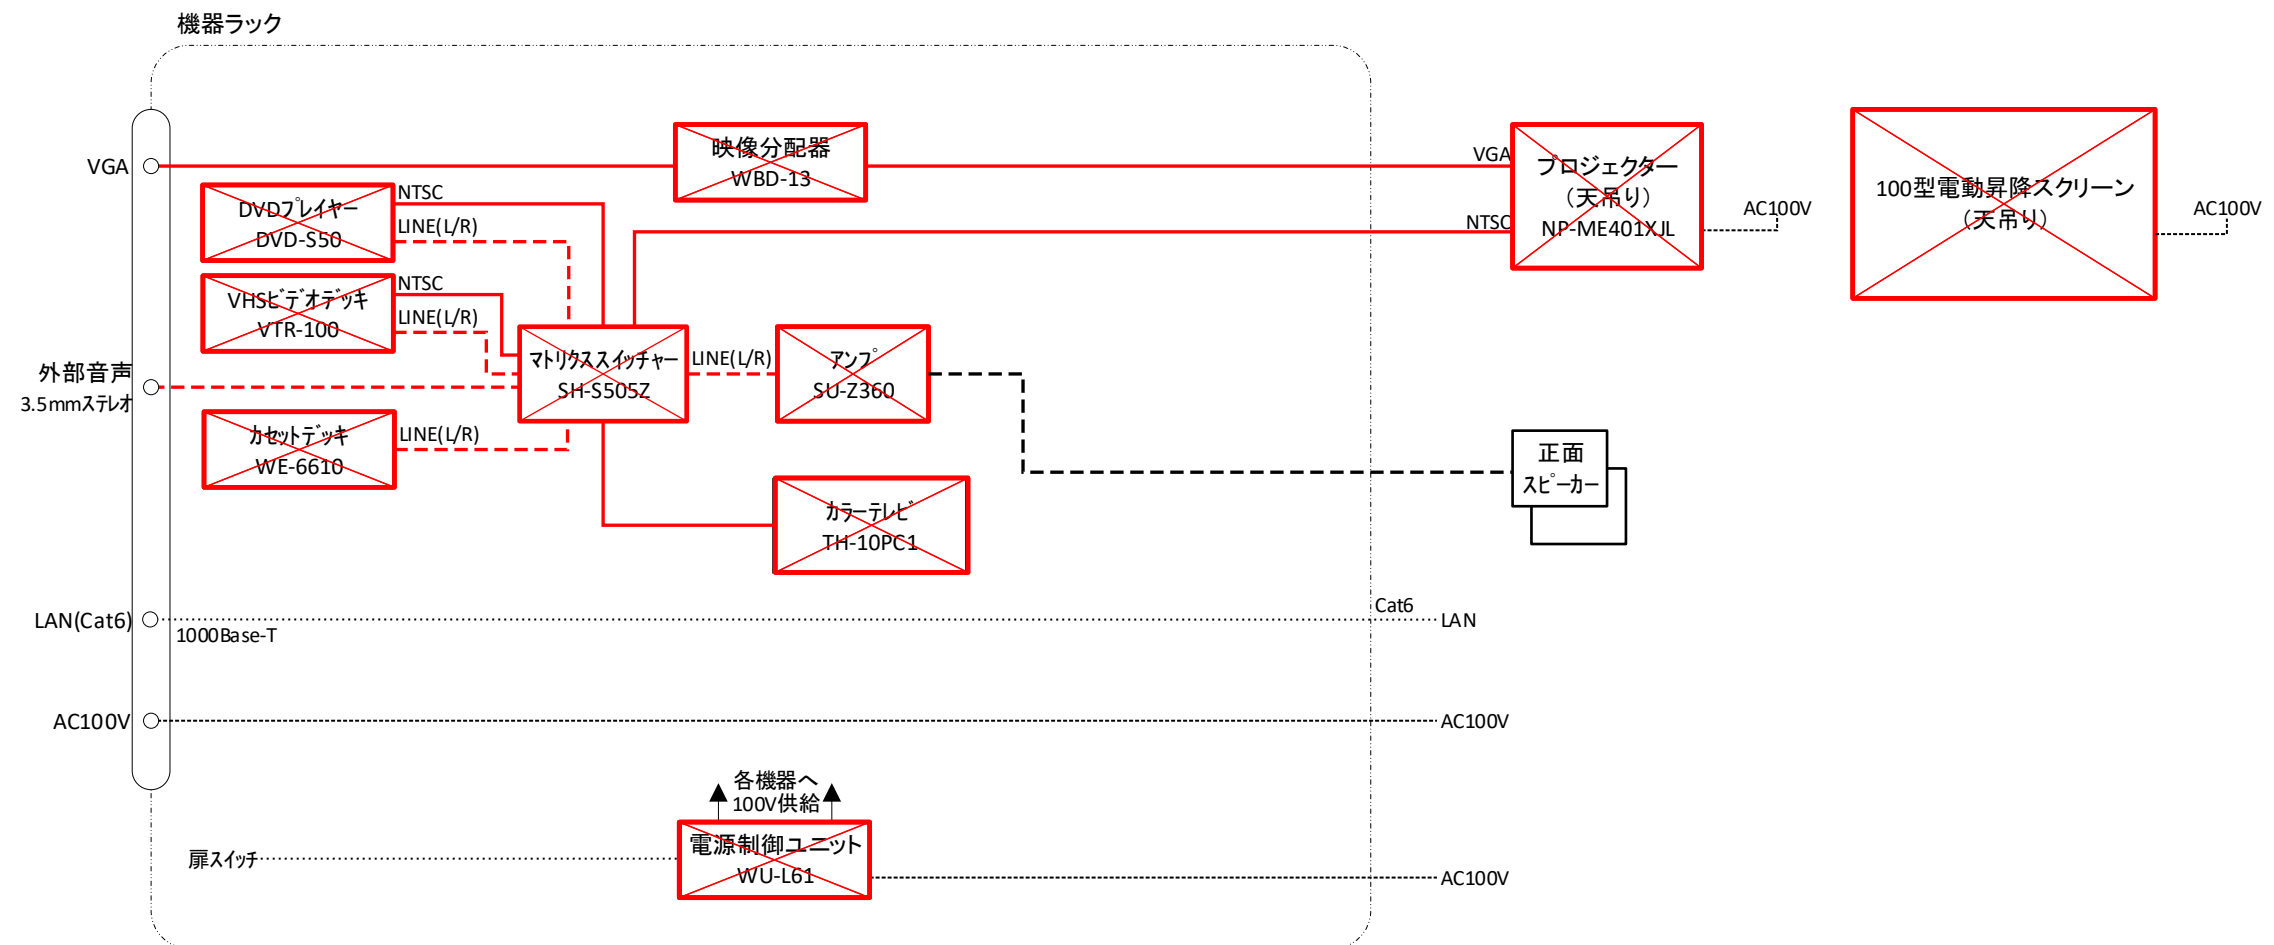 機器ラック
VGA
映像分配器
WBD-13
VGA
プロジェクター
（天吊り）
NP-ME401XJL
NTSC
AC100V
100型電動昇降スクリーン
（天吊り）
AC100V
DVDプレイヤー
DVD-S50
NTSC
LINE(L/R)
VHSビデオデッキ
VTR-100
NTSC
LINE(L/R)
外部音声
3.5mmステレオ
マトリクススイッチャー
SH-S505Z
LINE(L/R)
アンプ
SU-Z360
カセットデッキ
WE-6610
LINE(L/R)
正面
スピーカー
カラーテレビ
TH-10PC1
LAN(Cat6)
1000Base-T
Cat6
LAN
AC100V
AC100V
各機器へ
100V供給
扉スイッチ
電源制御ユニット
WU-L61
AC100V